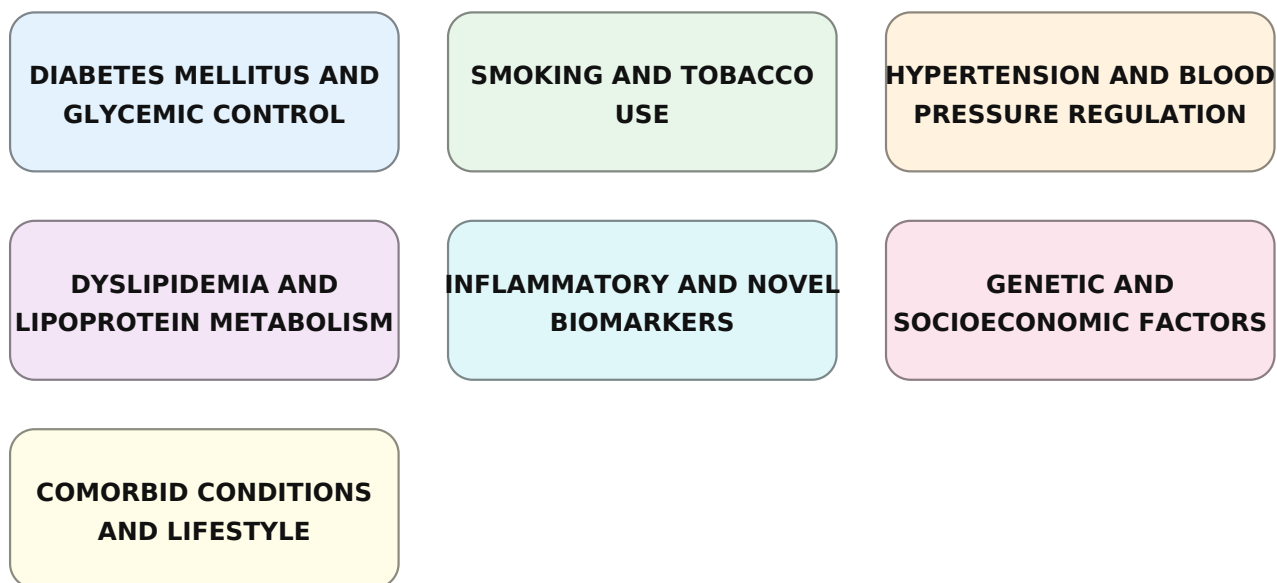 DIABETES MELLITUS AND
GLYCEMIC CONTROL
SMOKING AND TOBACCO
USE
HYPERTENSION AND BLOOD
PRESSURE REGULATION
DYSLIPIDEMIA AND
LIPOPROTEIN METABOLISM
INFLAMMATORY AND NOVEL
BIOMARKERS
GENETIC AND
SOCIOECONOMIC FACTORS
COMORBID CONDITIONS
AND LIFESTYLE